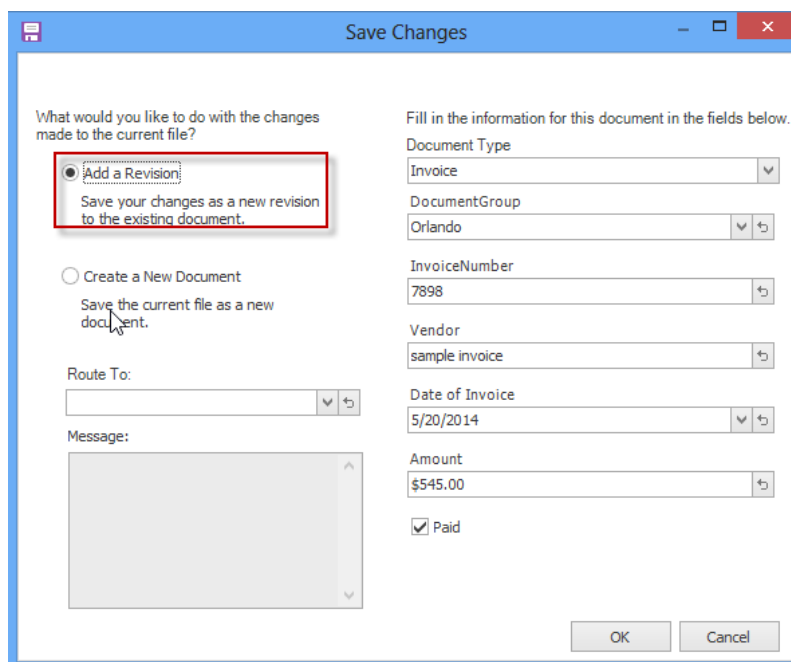 Save Changes
What would you like to do with the changes
made to the current file?
Add a Revision
Save your changes as a new revision
to the existing document.
Create a New Document
Save the current file as a new
document.
Route To:
Message:
Fill in the information for this document in the fields below.
Document Type
Invoice
DocumentGroup
Orlando
InvoiceNumber
7898
Vendor
sample invoice
Date of Invoice
5/20/2014
Amount
$545.00
Paid
OK
Cancel